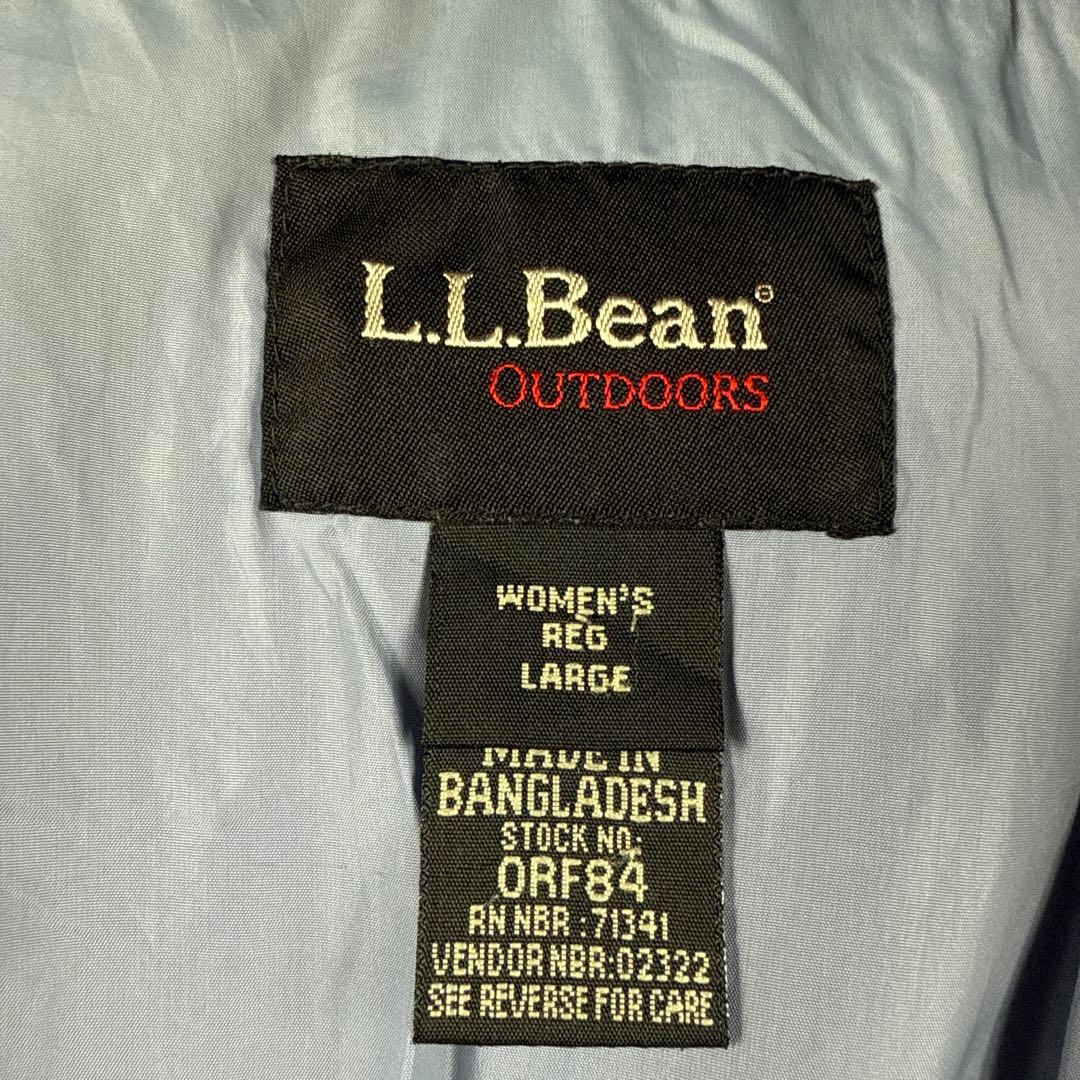 L.L.Bean®
OUTDOORS
WOMEN'S
REG
LARGE
MADE IN
BANGLADESH
STOCK NO:
0RF84
RN NBR :71341
VENDOR NBR:02322
SEE REVERSE FOR CARE